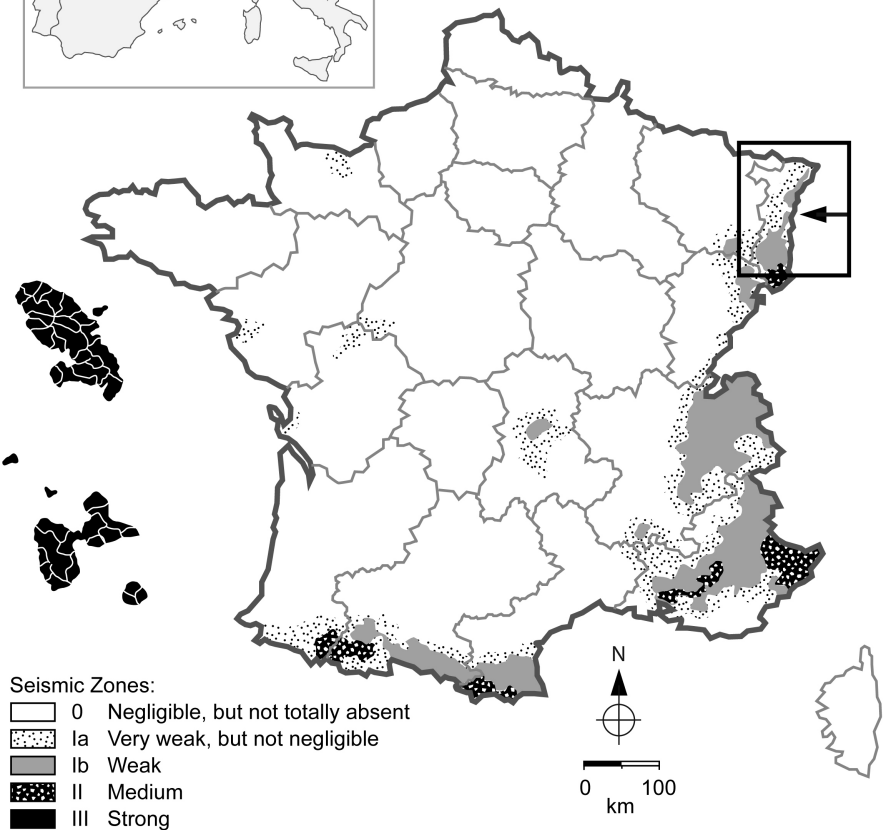 N
0 100
km
Seismic Zones:
0 Negligible, but not totally absent
Ia Very weak, but not negligible
Ib Weak
II Medium
III Strong